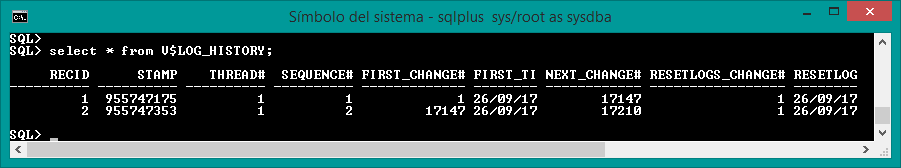 Símbolo del sistema - sqlplus  sys/root as sysdba
SQL>
SQL> select * from V$LOG_HISTORY;
RECID      STAMP    THREAD#  SEQUENCE# FIRST_CHANGE# FIRST_TI NEXT_CHANGE# RESETLOGS_CHANGE# RESETLOG
---------- ---------- ---------- ---------- ------------- -------- ------------ ----------------- --------
1  955747175          1          1             1 26/09/17        17147                 1 26/09/17
2  955747353          1          2         17147 26/09/17        17210                 1 26/09/17
SQL> _